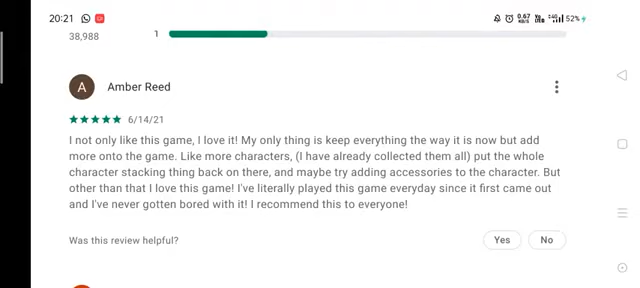 20:21 0.67 KB/S 52%
38,988 1
A Amber Reed
6/14/21
I not only like this game, I love it! My only thing is keep everything the way it is now but add
more onto the game. Like more characters, (I have already collected them all) put the whole
character stacking thing back on there, and maybe try adding accessories to the character. But
other than that I love this game! I've literally played this game everyday since it first came out
and I've never gotten bored with it! I recommend this to everyone!
Was this review helpful? Yes No